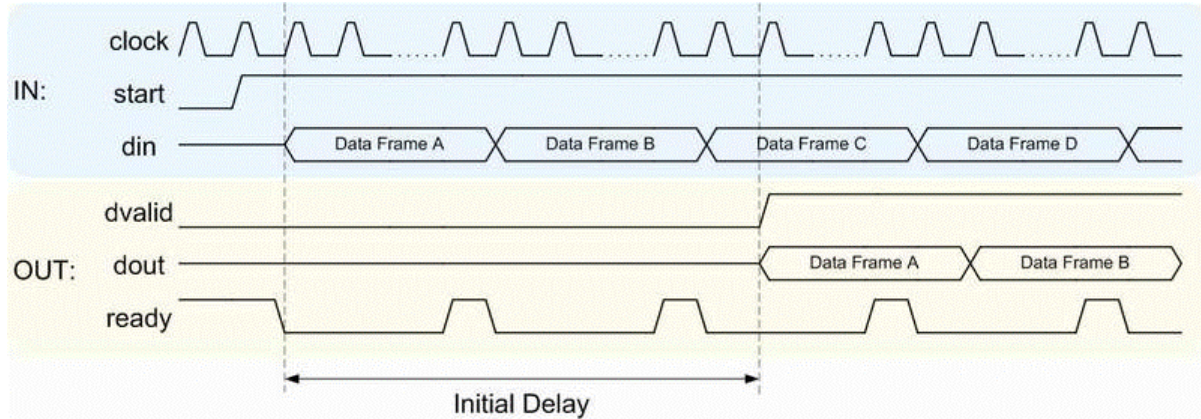 clock
IN:
start
din
Data Frame A
Data Frame B
Data Frame C
Data Frame D
dvalid
OUT:
dout
Data Frame A
Data Frame B
ready
Initial Delay